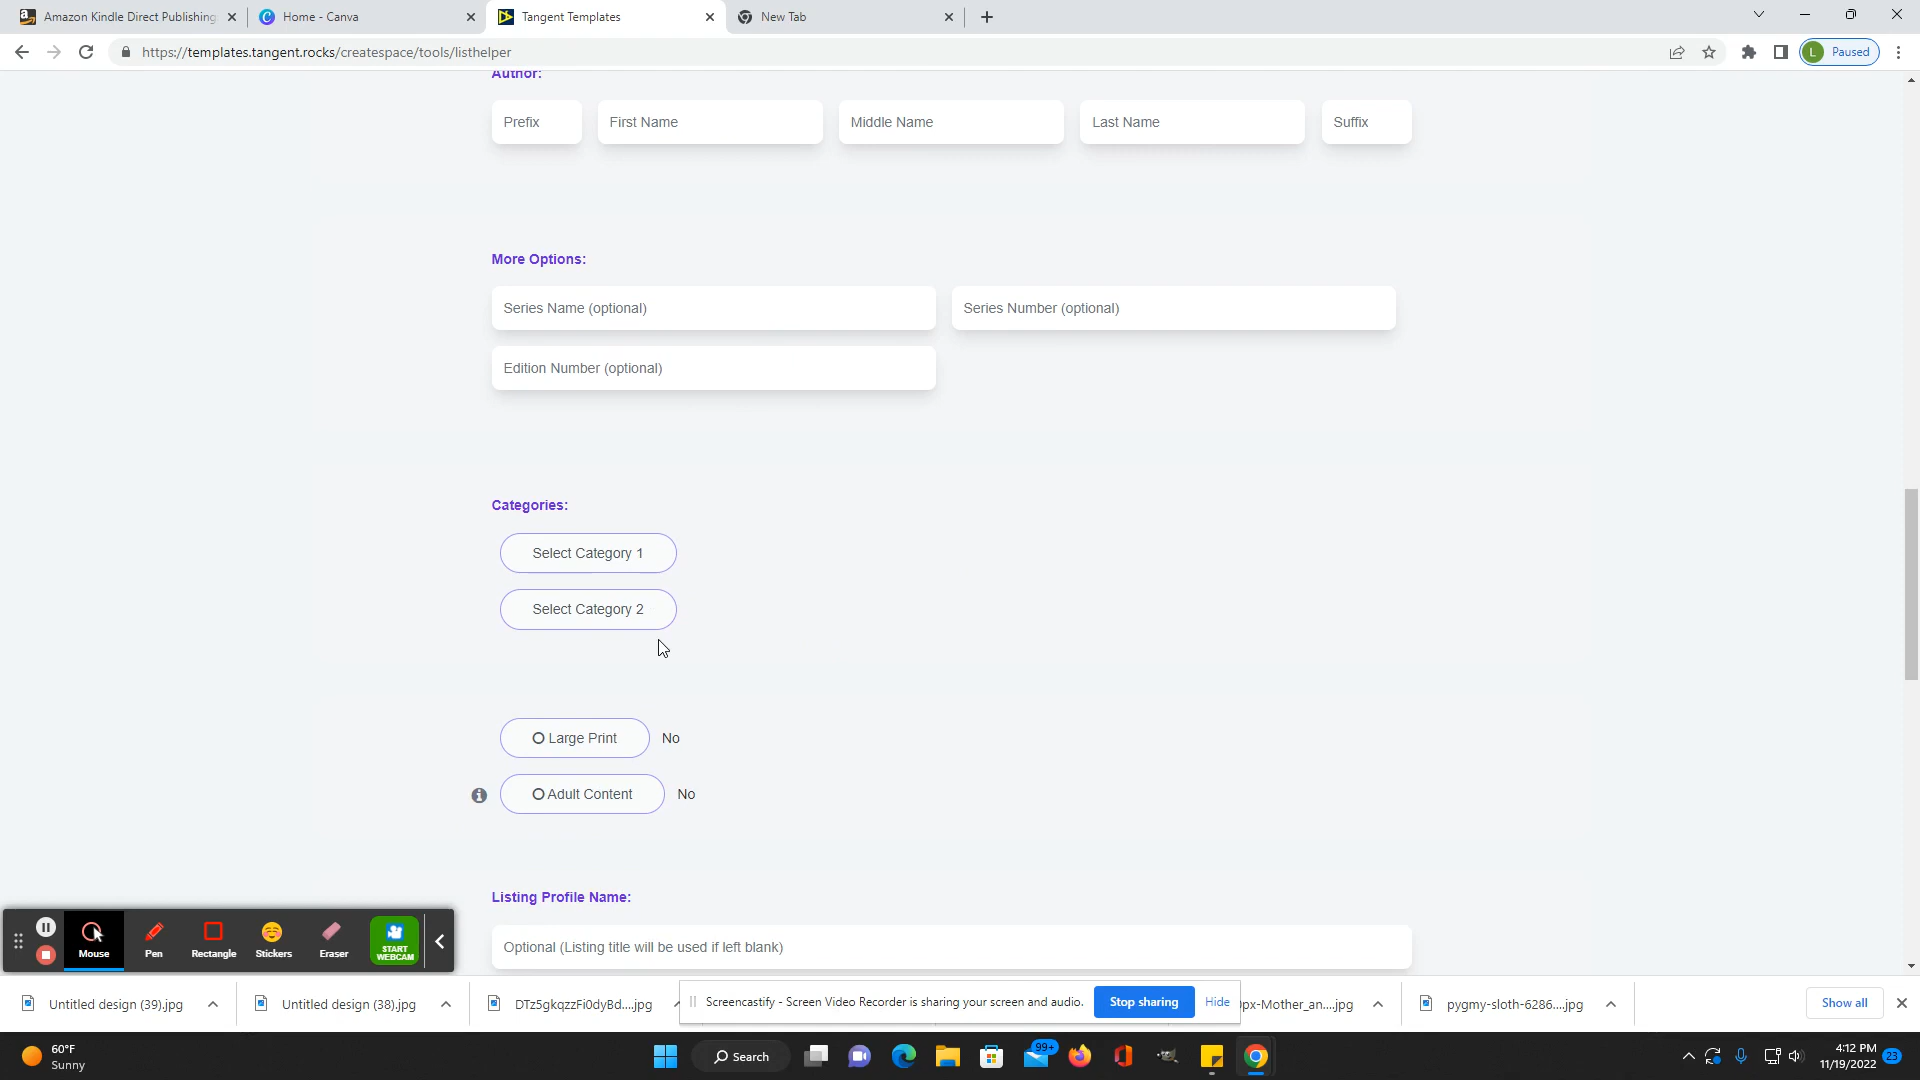 Amazon Kindle Direct Publishing
Home - Canva
Tangent Templates
New Tab
https://templates.tangent.rocks/createspace/tools/listhelper
L Paused
Author:
Prefix First Name Middle Name Last Name Suffix
More Options:
Series Name (optional) Series Number (optional)
Edition Number (optional)
Categories:
Select Category 1
Select Category 2
Large Print No
Adult Content No
Listing Profile Name:
Optional (Listing title will be used if left blank)
Mouse Pen Rectangle Stickers Eraser START WEBCAM
Untitled design (39).jpg Untitled design (38).jpg DTz5gkqzzFi0dyBd....jpg Screencastify - Screen Video Recorder is sharing your screen and audio. Stop sharing Hide px-Mother_an....jpg pygmy-sloth-6286....jpg Show all
60°F
Sunny
Search
99+
4:12 PM
11/19/2022
23